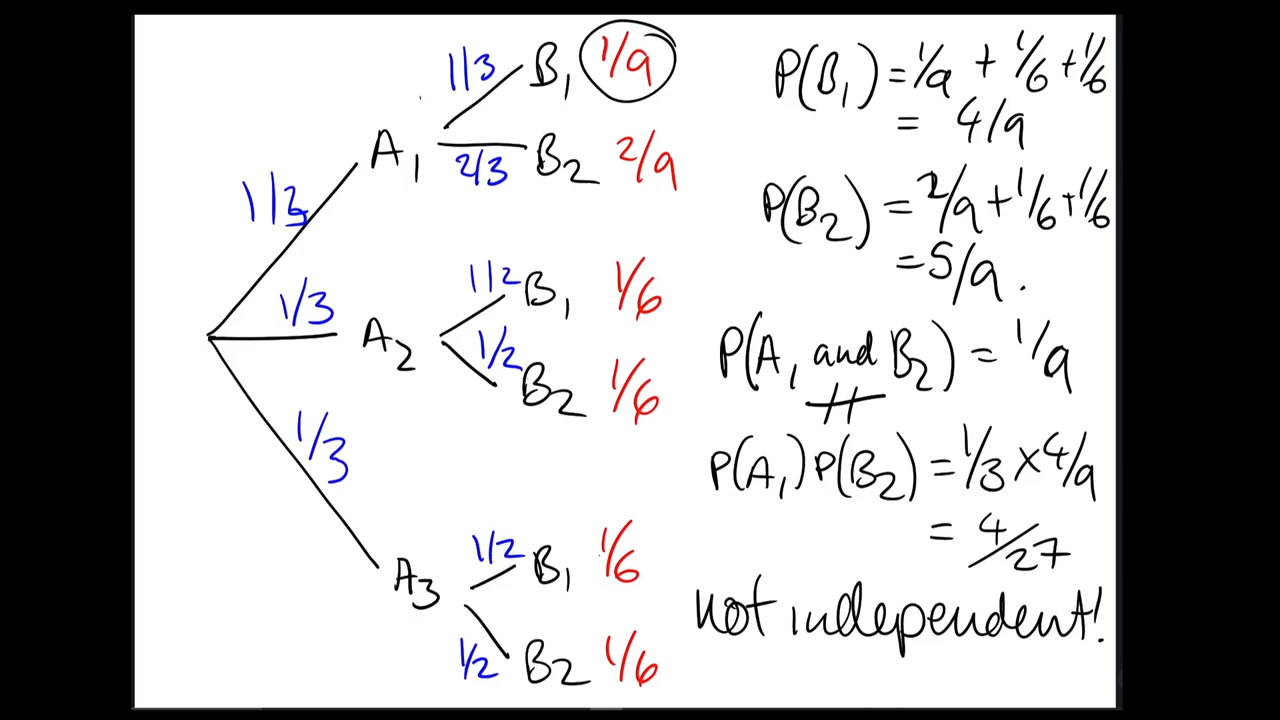 1/3 B1 1/9
A1 2/3 B2 2/9
1/3
1/3 A2 1/2 B1 1/6
1/2 B2 1/6
1/3
A3 1/2 B1 1/6
1/2 B2 1/6
P(B1) = 1/9 + 1/6 + 1/6
= 4/9
P(B2) = 2/9 + 1/6 + 1/6
= 5/9.
P(A1 and B2) = 1/9
P(A1)P(B2) = 1/3 × 4/9
= 4/27
not independent!